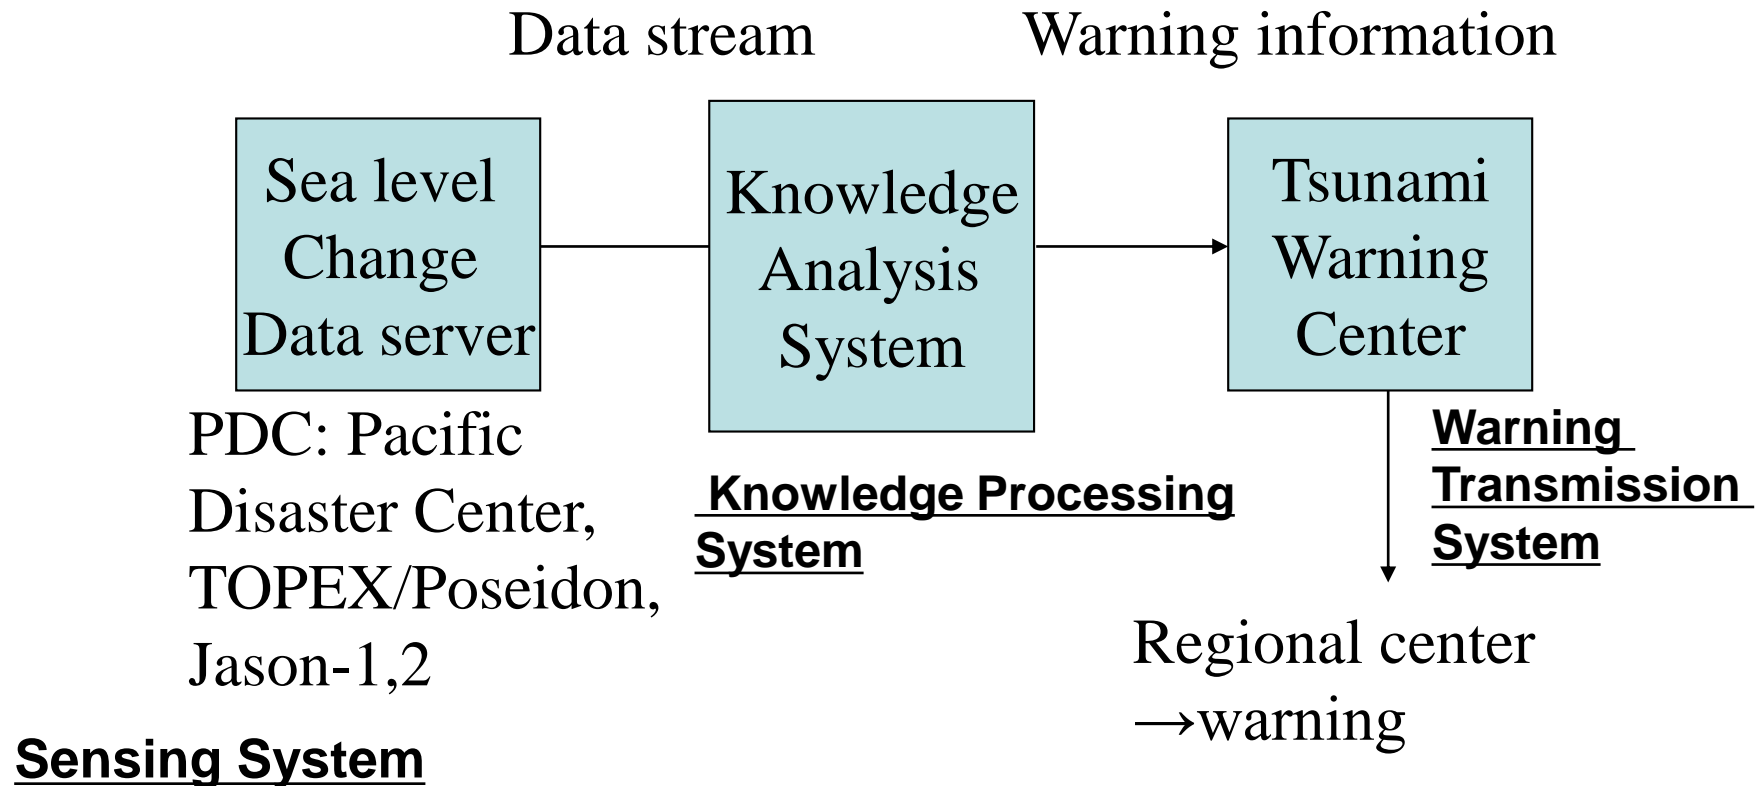 Data stream
Warning information
Sea level
Change
Data server
Knowledge
Analysis
System
Tsunami
Warning
Center
PDC: Pacific
Disaster Center,
TOPEX/Poseidon,
Jason-1,2
Sensing System
Knowledge Processing
System
Warning
Transmission
System
Regional center
→warning